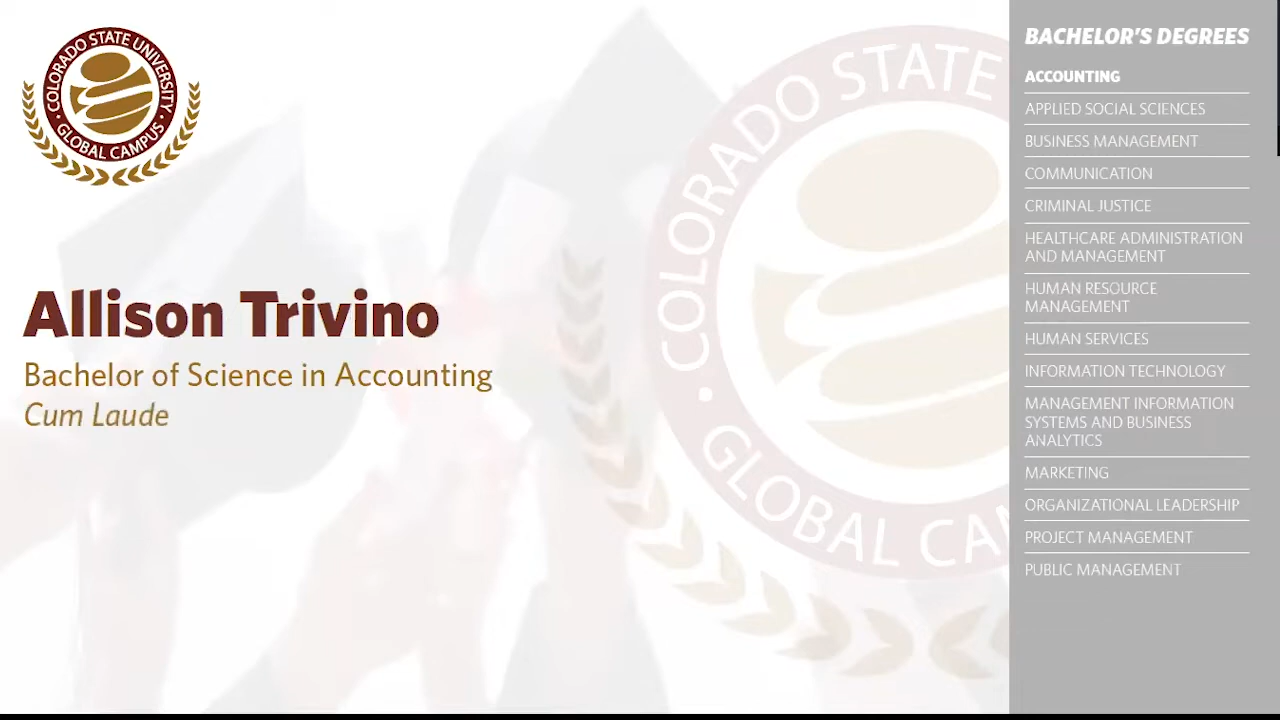 COLORADO STATE UNIVERSITY
• GLOBAL CAMPUS •
Allison Trivino
Bachelor of Science in Accounting
Cum Laude
COLORADO STATE
• GLOBAL CAM
BACHELOR'S DEGREES
ACCOUNTING
APPLIED SOCIAL SCIENCES
BUSINESS MANAGEMENT
COMMUNICATION
CRIMINAL JUSTICE
HEALTHCARE ADMINISTRATION
AND MANAGEMENT
HUMAN RESOURCE
MANAGEMENT
HUMAN SERVICES
INFORMATION TECHNOLOGY
MANAGEMENT INFORMATION
SYSTEMS AND BUSINESS
ANALYTICS
MARKETING
ORGANIZATIONAL LEADERSHIP
PROJECT MANAGEMENT
PUBLIC MANAGEMENT